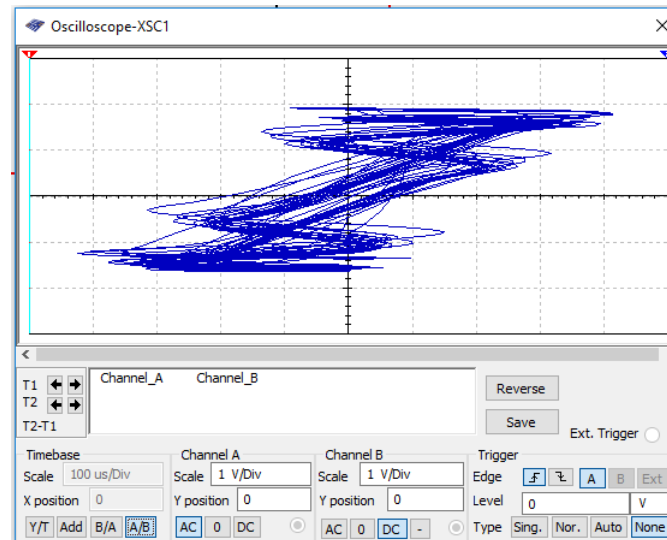 Oscilloscope-XSC1
T1
T2
T2-T1
Channel_A Channel_B
Reverse
Save
Ext. Trigger
Timebase
Scale 100 us/Div
X position 0
Y/T Add B/A A/B
Channel A
Scale 1 V/Div
Y position 0
AC 0 DC
Channel B
Scale 1 V/Div
Y position 0
AC 0 DC -
Trigger
Edge A B Ext
Level 0 V
Type Sing. Nor. Auto None